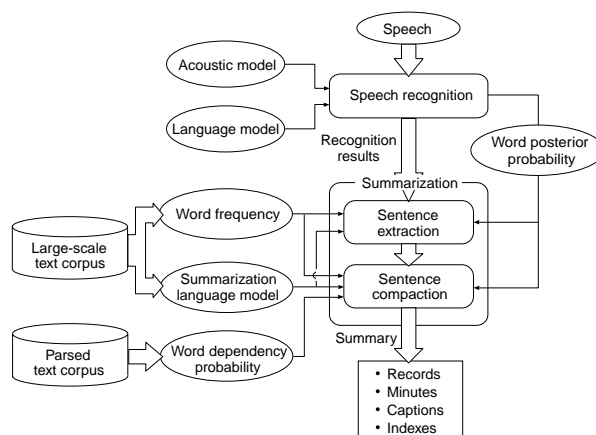 Speech
Acoustic model
Speech recognition
Language model
Recognition
results
Word posterior
probability
Summarization
Word frequency
Sentence
extraction
Large-scale
text corpus
Summarization
language model
Sentence
compaction
Summary
Parsed
text corpus
Word dependency
probability
• Records
• Minutes
• Captions
• Indexes